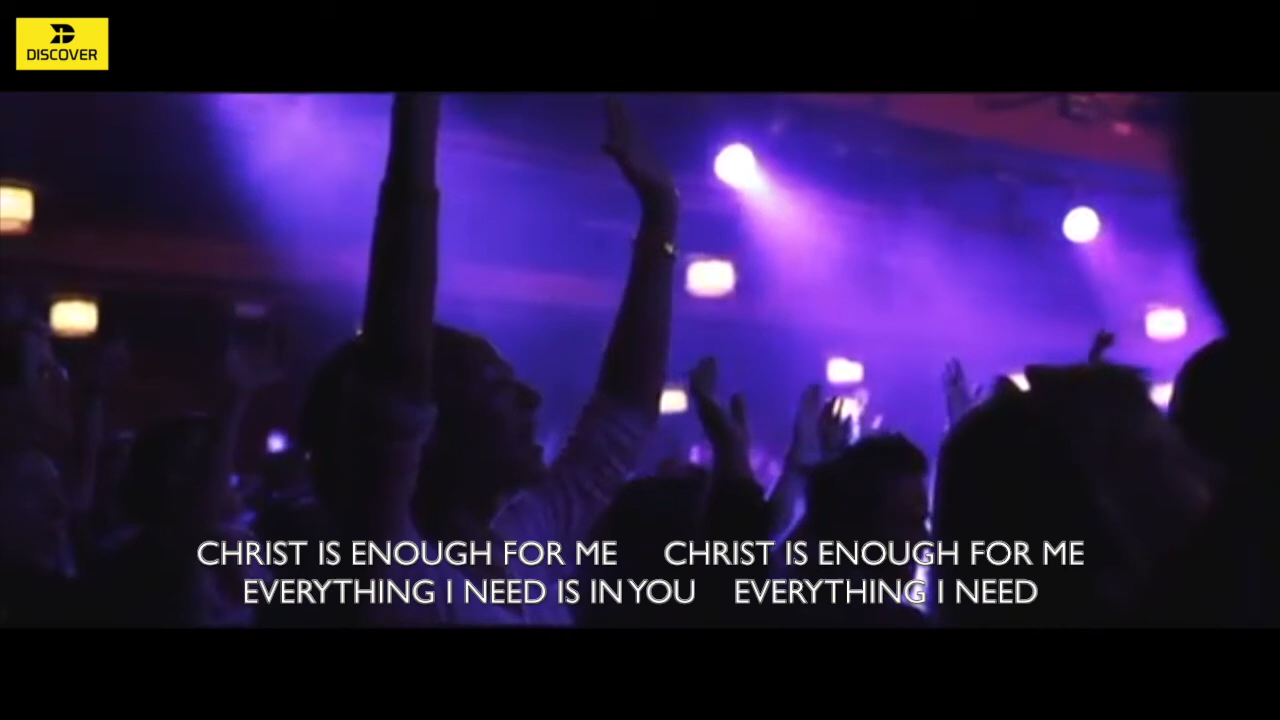 DISCOVER
CHRIST IS ENOUGH FOR ME CHRIST IS ENOUGH FOR ME
EVERYTHING I NEED IS IN YOU EVERYTHING I NEED